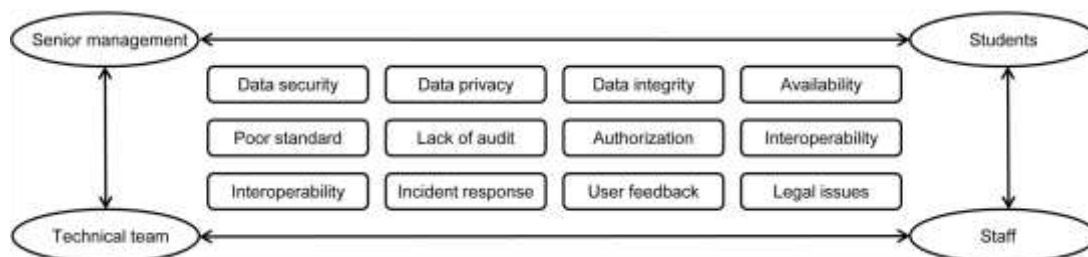 Senior management
Students
Data security
Data privacy
Data integrity
Availability
Poor standard
Lack of audit
Authorization
Interoperability
Interoperability
Incident response
User feedback
Legal issues
Technical team
Staff